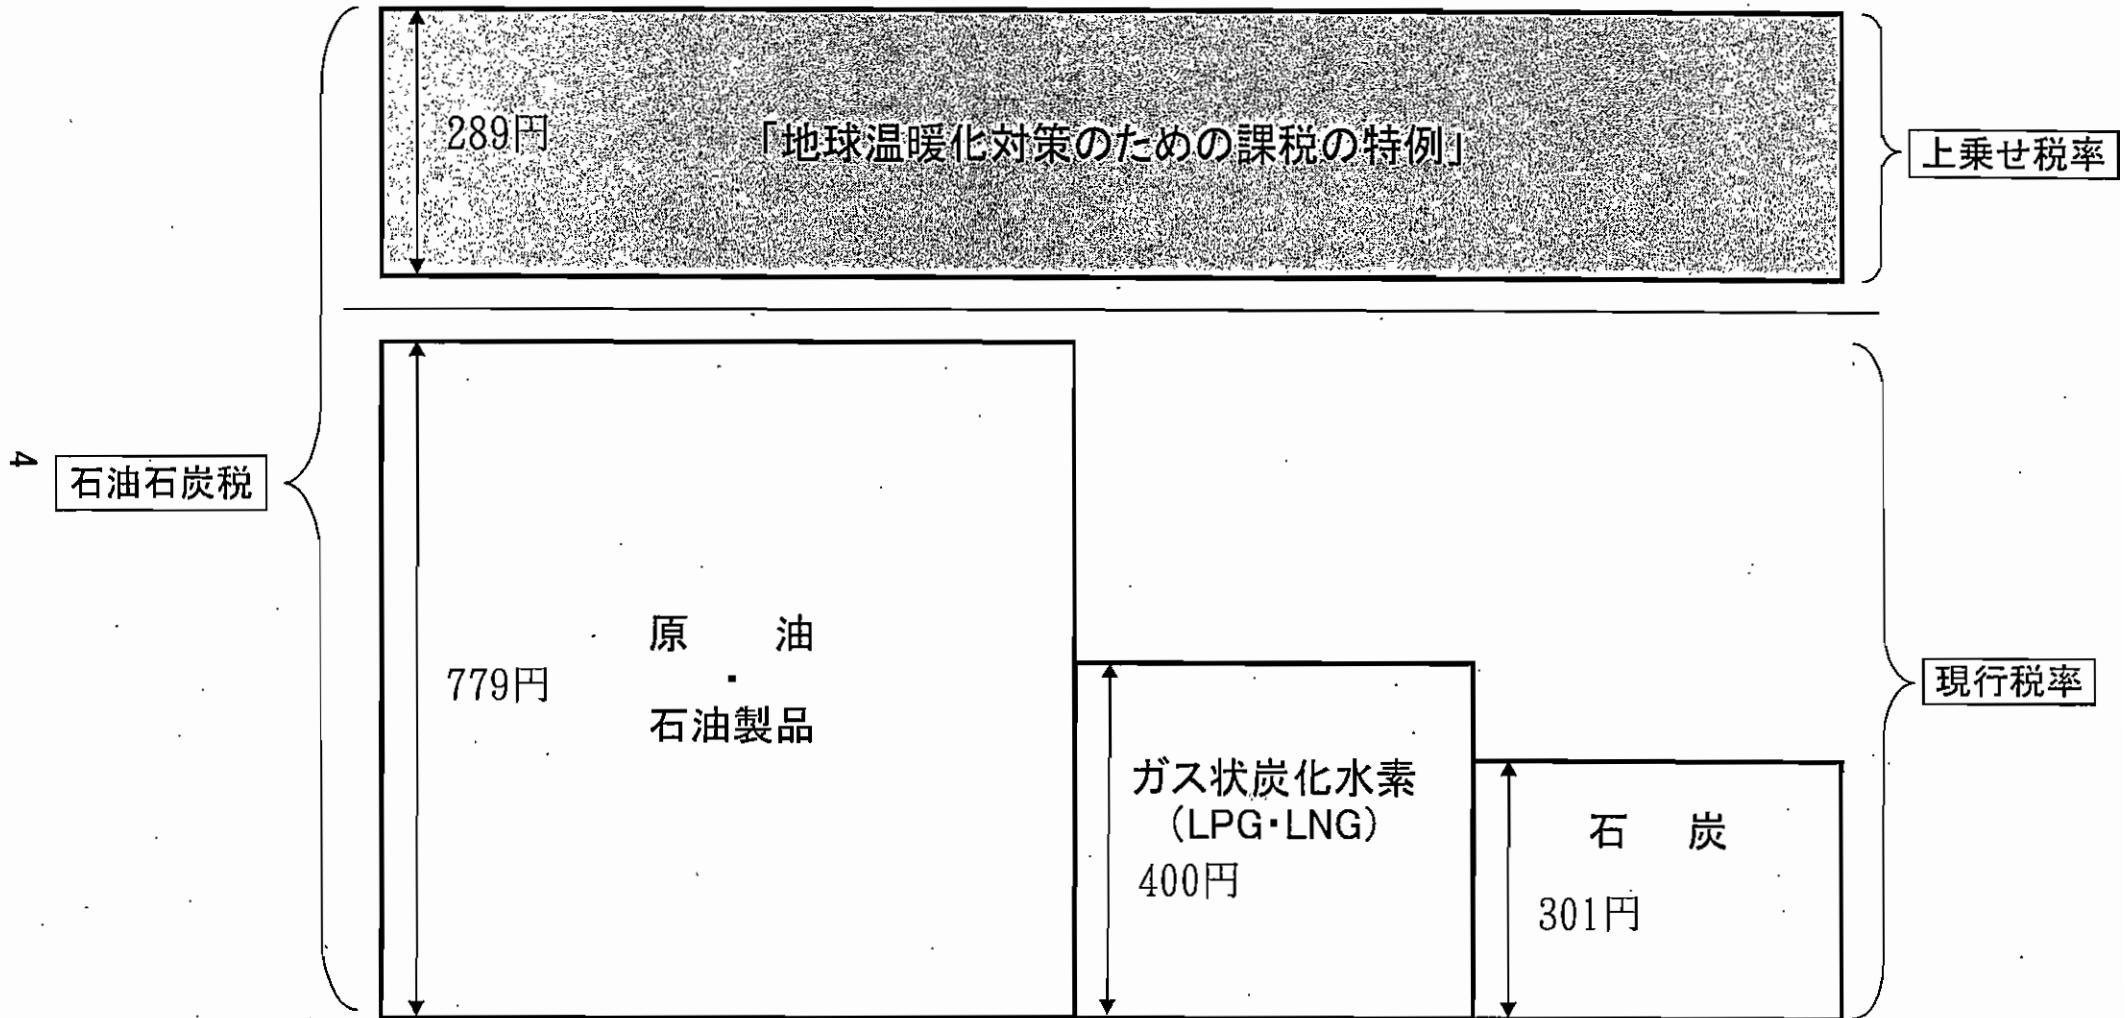 289円
「地球温暖化対策のための課税の特例」
上乗せ税率
4
石油石炭税
779円
原 油
・
石油製品
現行税率
ガス状炭化水素
(LPG・LNG)
400円
石 炭
301円